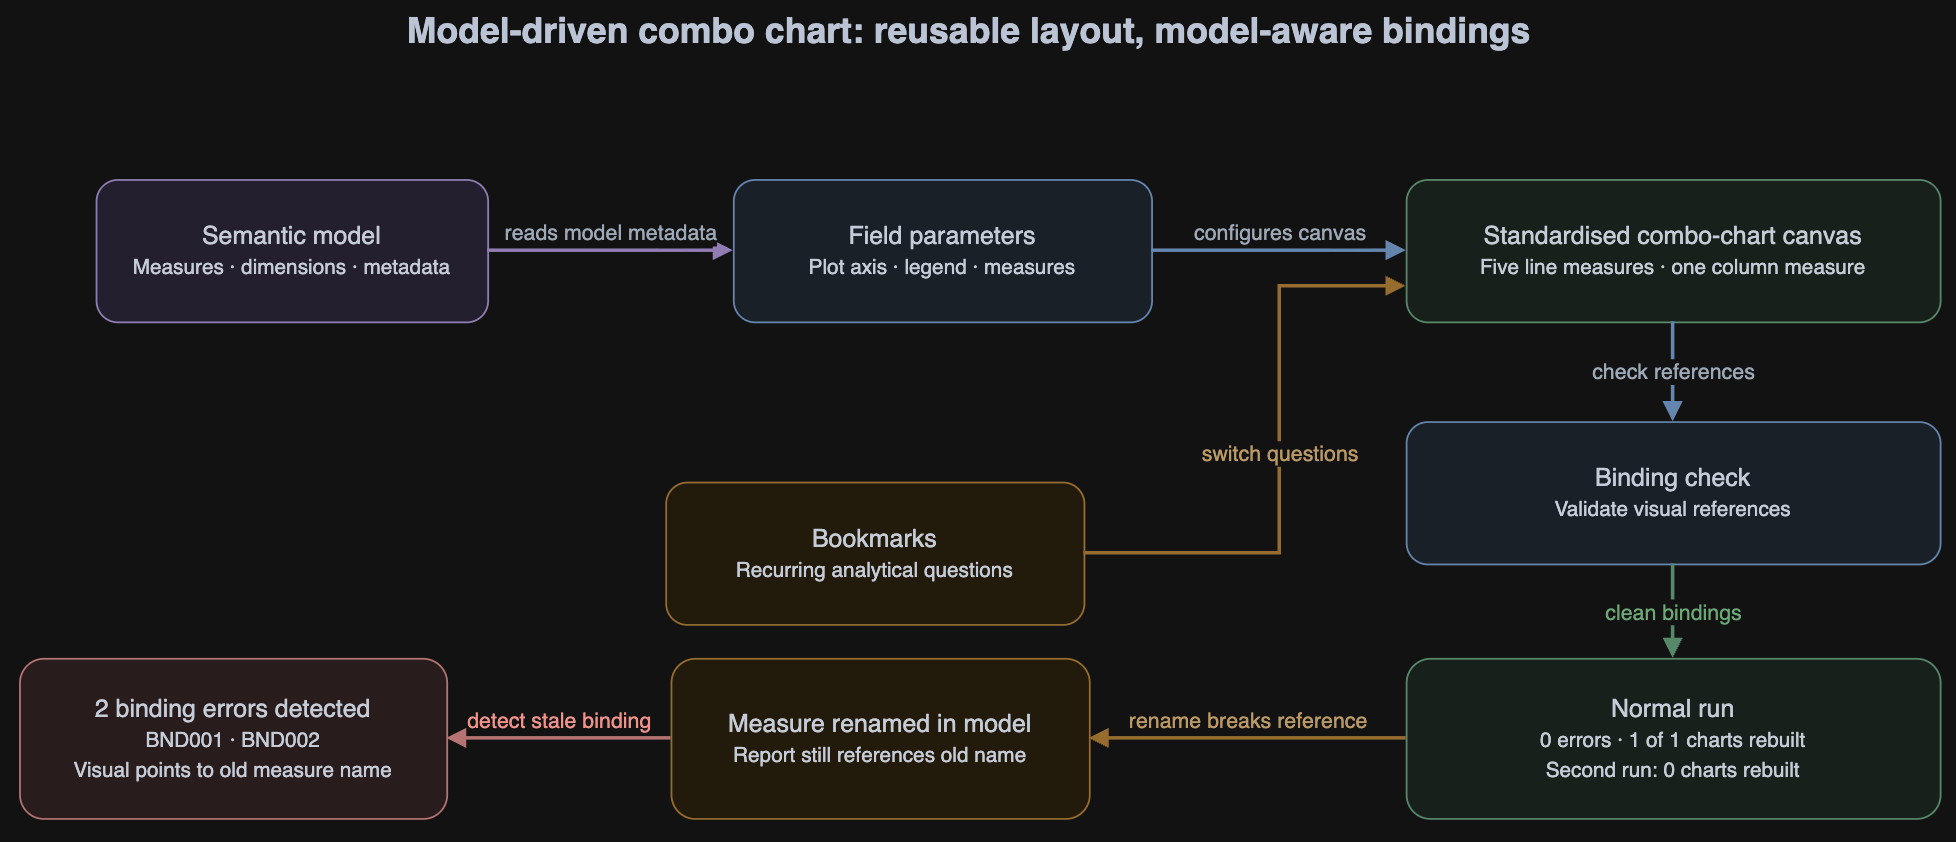 Model-driven combo chart: reusable layout, model-aware bindings
Semantic model
Measures · dimensions · metadata
reads model metadata
Field parameters
Plot axis · legend · measures
configures canvas
Standardised combo-chart canvas
Five line measures · one column measure
check references
switch questions
Binding check
Validate visual references
Bookmarks
Recurring analytical questions
clean bindings
2 binding errors detected
BND001 · BND002
Visual points to old measure name
detect stale binding
Measure renamed in model
Report still references old name
rename breaks reference
Normal run
0 errors · 1 of 1 charts rebuilt
Second run: 0 charts rebuilt